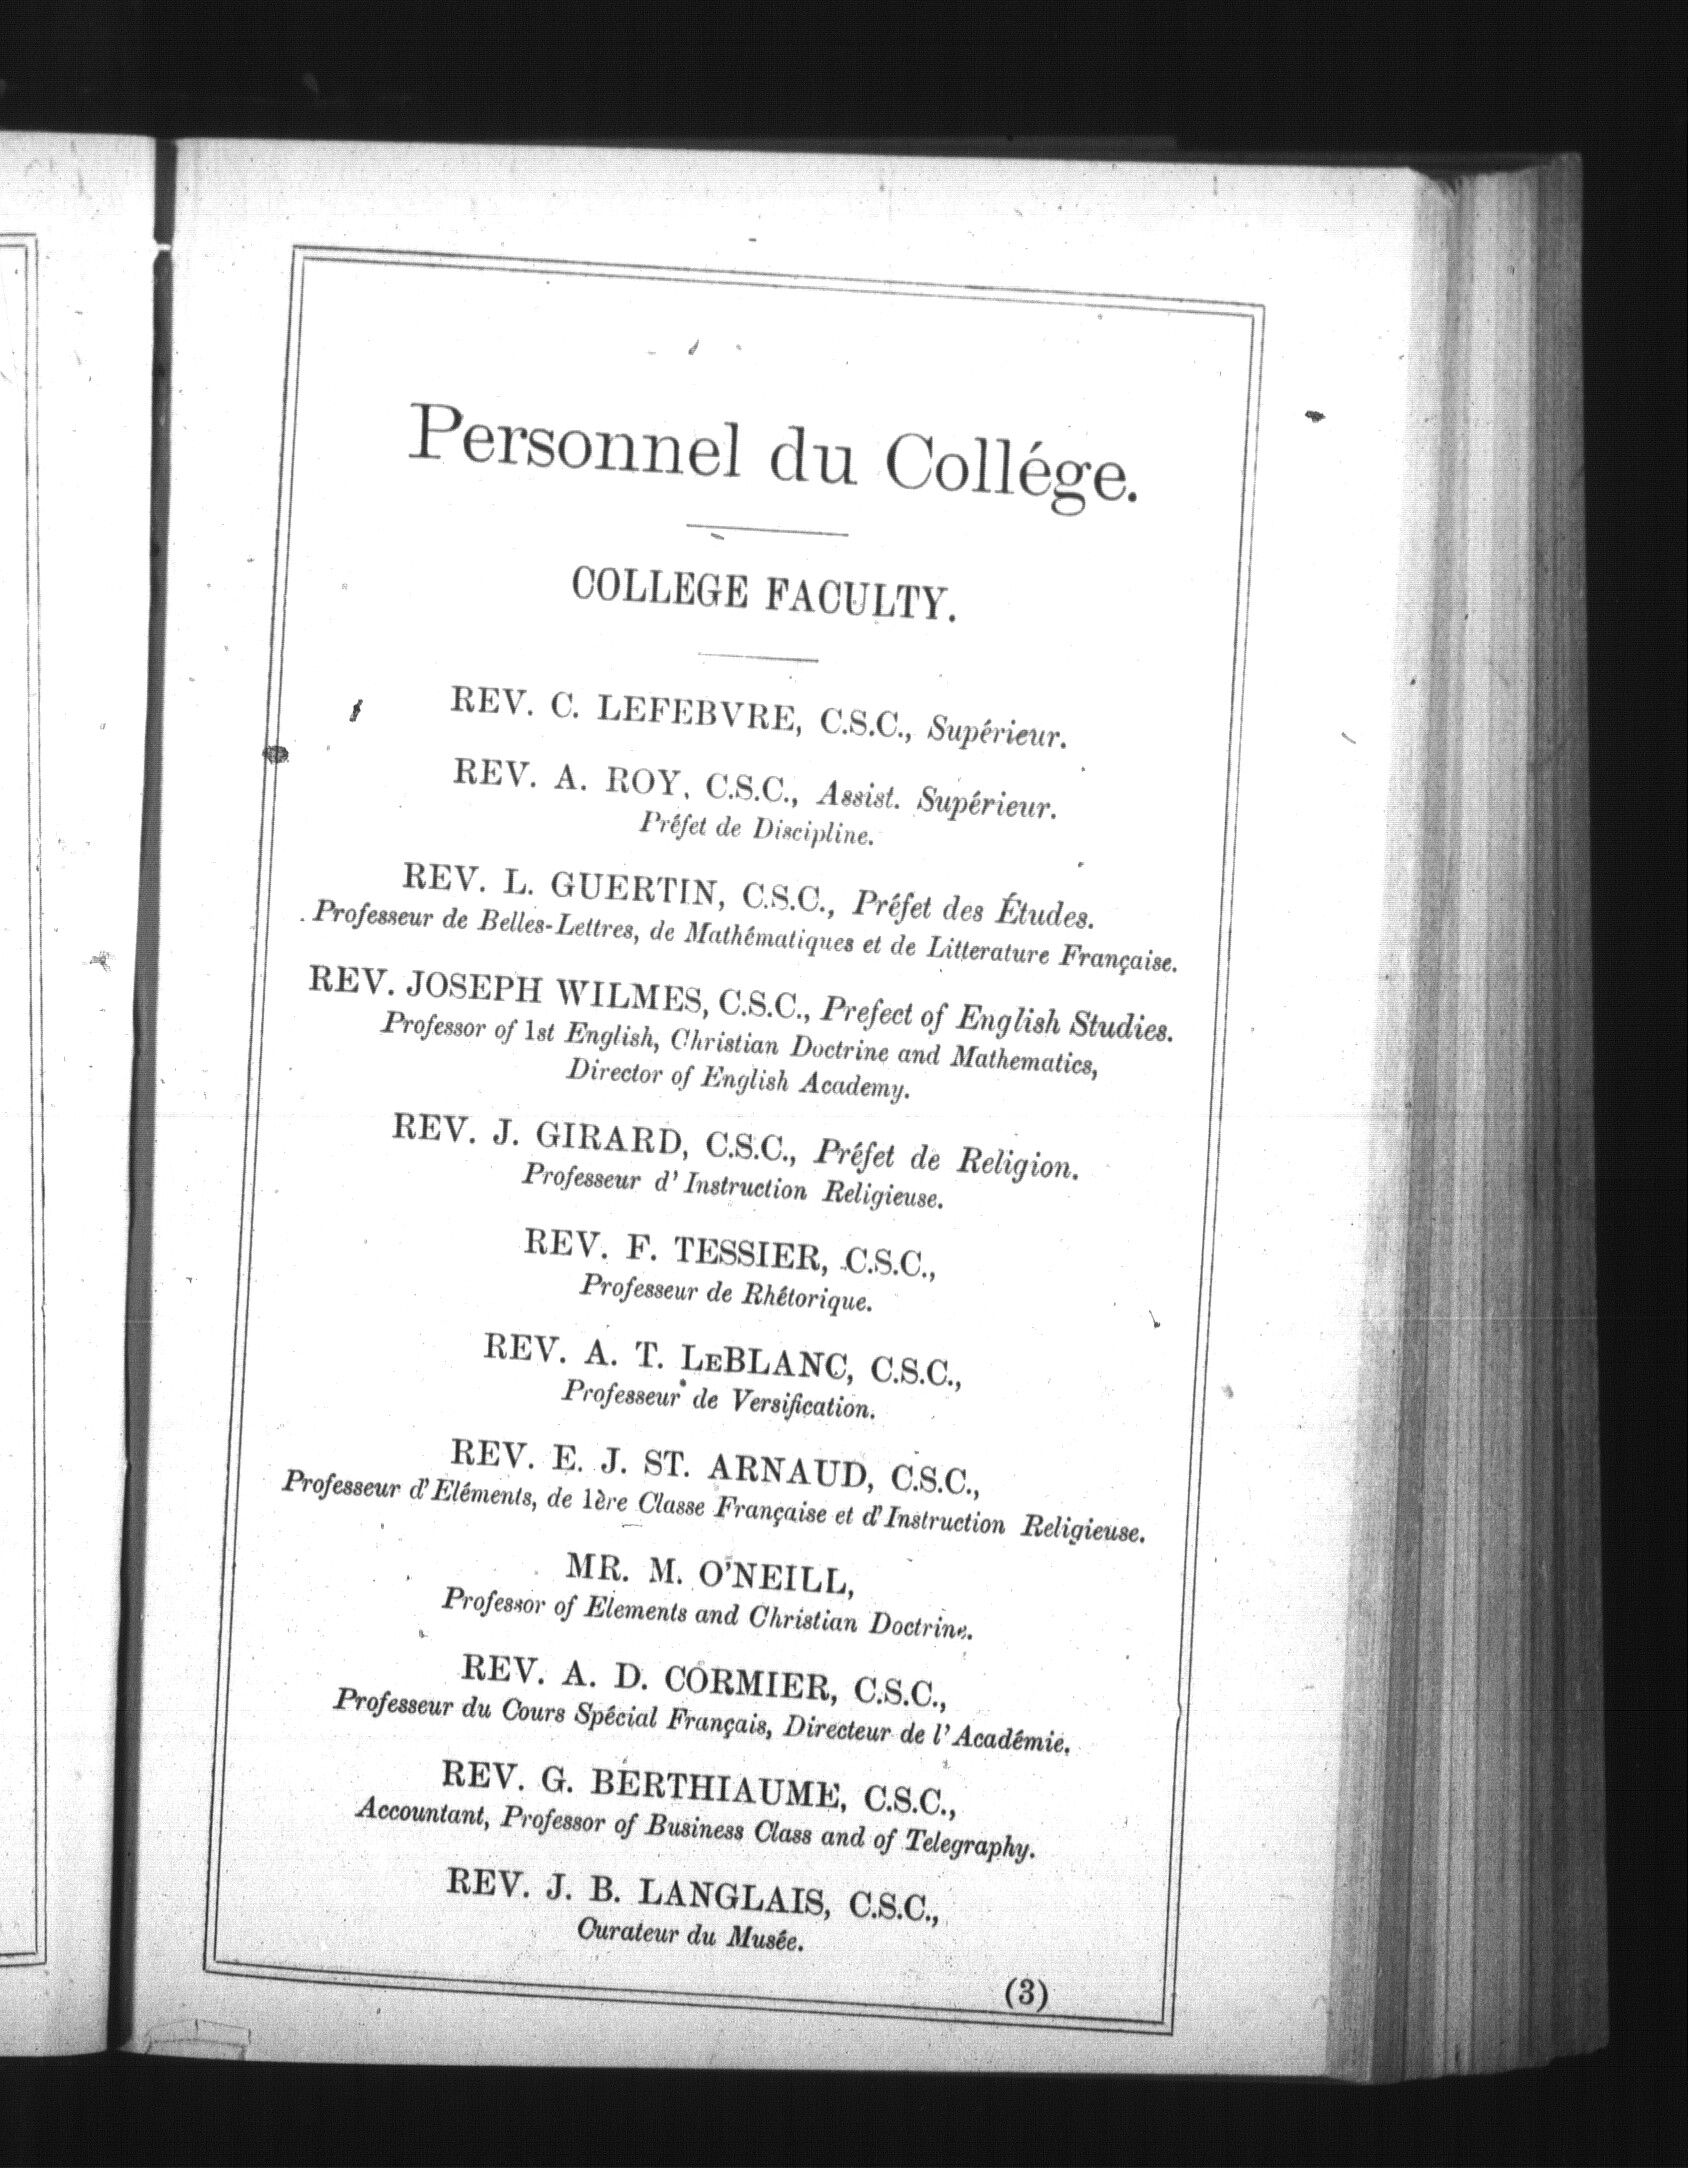 Personnel du Collége.
COLLEGE FACULTY.
REV. C. LEFEBVRE, C.S.C., Supérieur.
REV. A. ROY, C.S.C., Assist. Supérieur.
Préfet de Discipline.
REV. L. GUERTIN, C.S.C., Préfet des Études.
Professeur de Belles-Lettres, de Mathématiques et de Litterature Française.
REV. JOSEPH WILMES, C.S.C., Prefect of English Studies.
Professor of 1st English, Christian Doctrine and Mathematics,
Director of English Academy.
REV. J. GIRARD, C.S.C., Préfet de Religion.
Professeur d'Instruction Religieuse.
REV. F. TESSIER, C.S.C.,
Professeur de Rhétorique.
REV. A. T. LEBLANC, C.S.C.,
Professeur de Versification.
REV. E. J. ST. ARNAUD, C.S.C.,
Professeur d'Eléments, de 1ère Classe Française et d'Instruction Religieuse.
MR. M. O'NEILL,
Professor of Elements and Christian Doctrine.
REV. A. D. CORMIER, C.S.C.,
Professeur du Cours Spécial Français, Directeur de l'Académie.
REV. G. BERTHIAUME, C.S.C.,
Accountant, Professor of Business Class and of Telegraphy.
REV. J. B. LANGLAIS, C.S.C.,
Curateur du Musée.
(3)